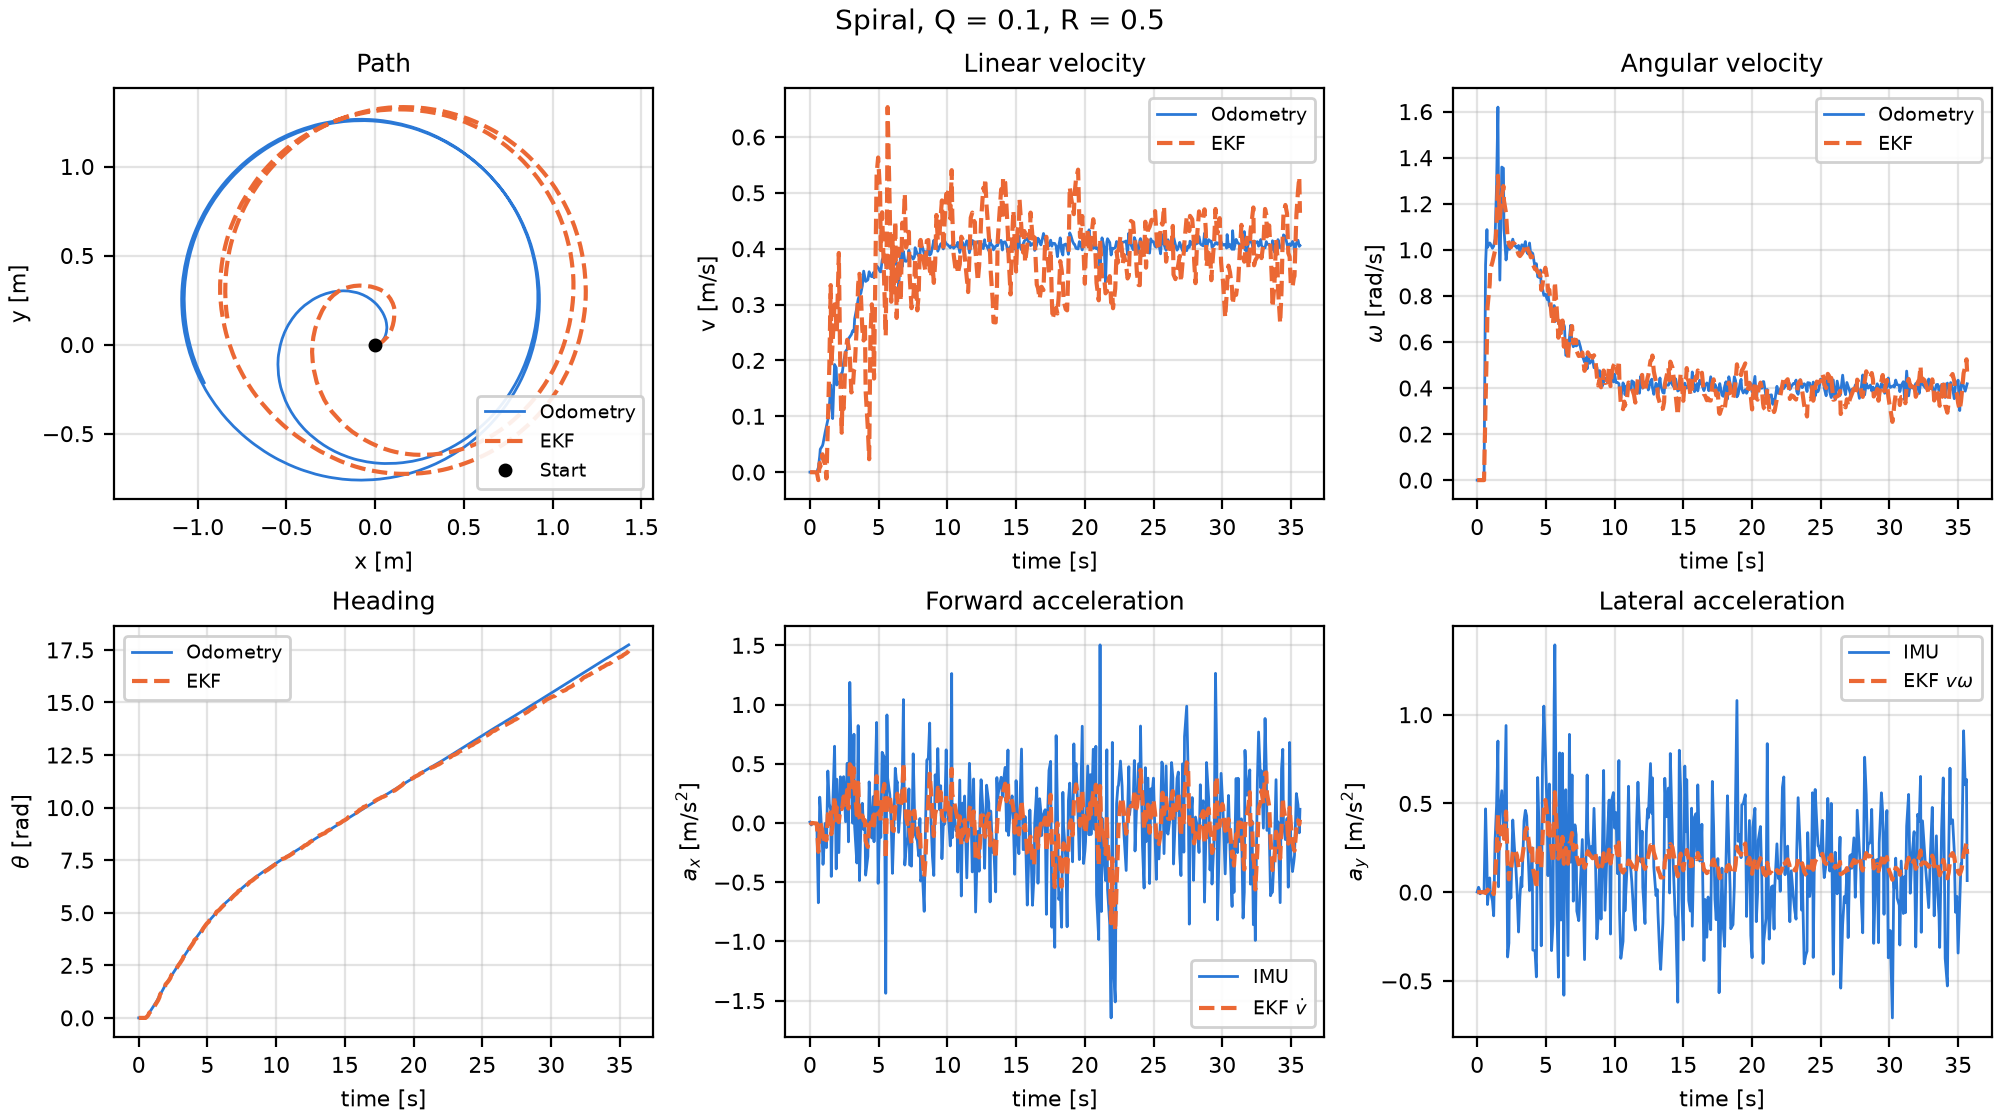 Spiral, Q = 0.1, R = 0.5
Path
y [m]
1.0
0.5
0.0
−0.5
−1.0 −0.5 0.0 0.5 1.0 1.5
x [m]
Odometry
EKF
Start
Linear velocity
v [m/s]
0.6
0.5
0.4
0.3
0.2
0.1
0.0
0 5 10 15 20 25 30 35
time [s]
Odometry
EKF
Angular velocity
ω [rad/s]
1.6
1.4
1.2
1.0
0.8
0.6
0.4
0.2
0.0
0 5 10 15 20 25 30 35
time [s]
Odometry
EKF
Heading
θ [rad]
17.5
15.0
12.5
10.0
7.5
5.0
2.5
0.0
0 5 10 15 20 25 30 35
time [s]
Odometry
EKF
Forward acceleration
aₓ [m/s²]
1.5
1.0
0.5
0.0
−0.5
−1.0
−1.5
0 5 10 15 20 25 30 35
time [s]
IMU
EKF v̇
Lateral acceleration
a_y [m/s²]
1.0
0.5
0.0
−0.5
0 5 10 15 20 25 30 35
time [s]
IMU
EKF vω